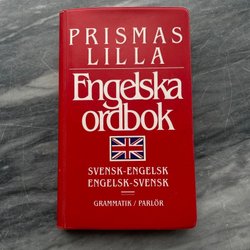 PRISMAS
LILLA
Engelska
ordbok
SVENSK-ENGELSK
ENGELSK-SVENSK
GRAMMATIK / PARLÖR